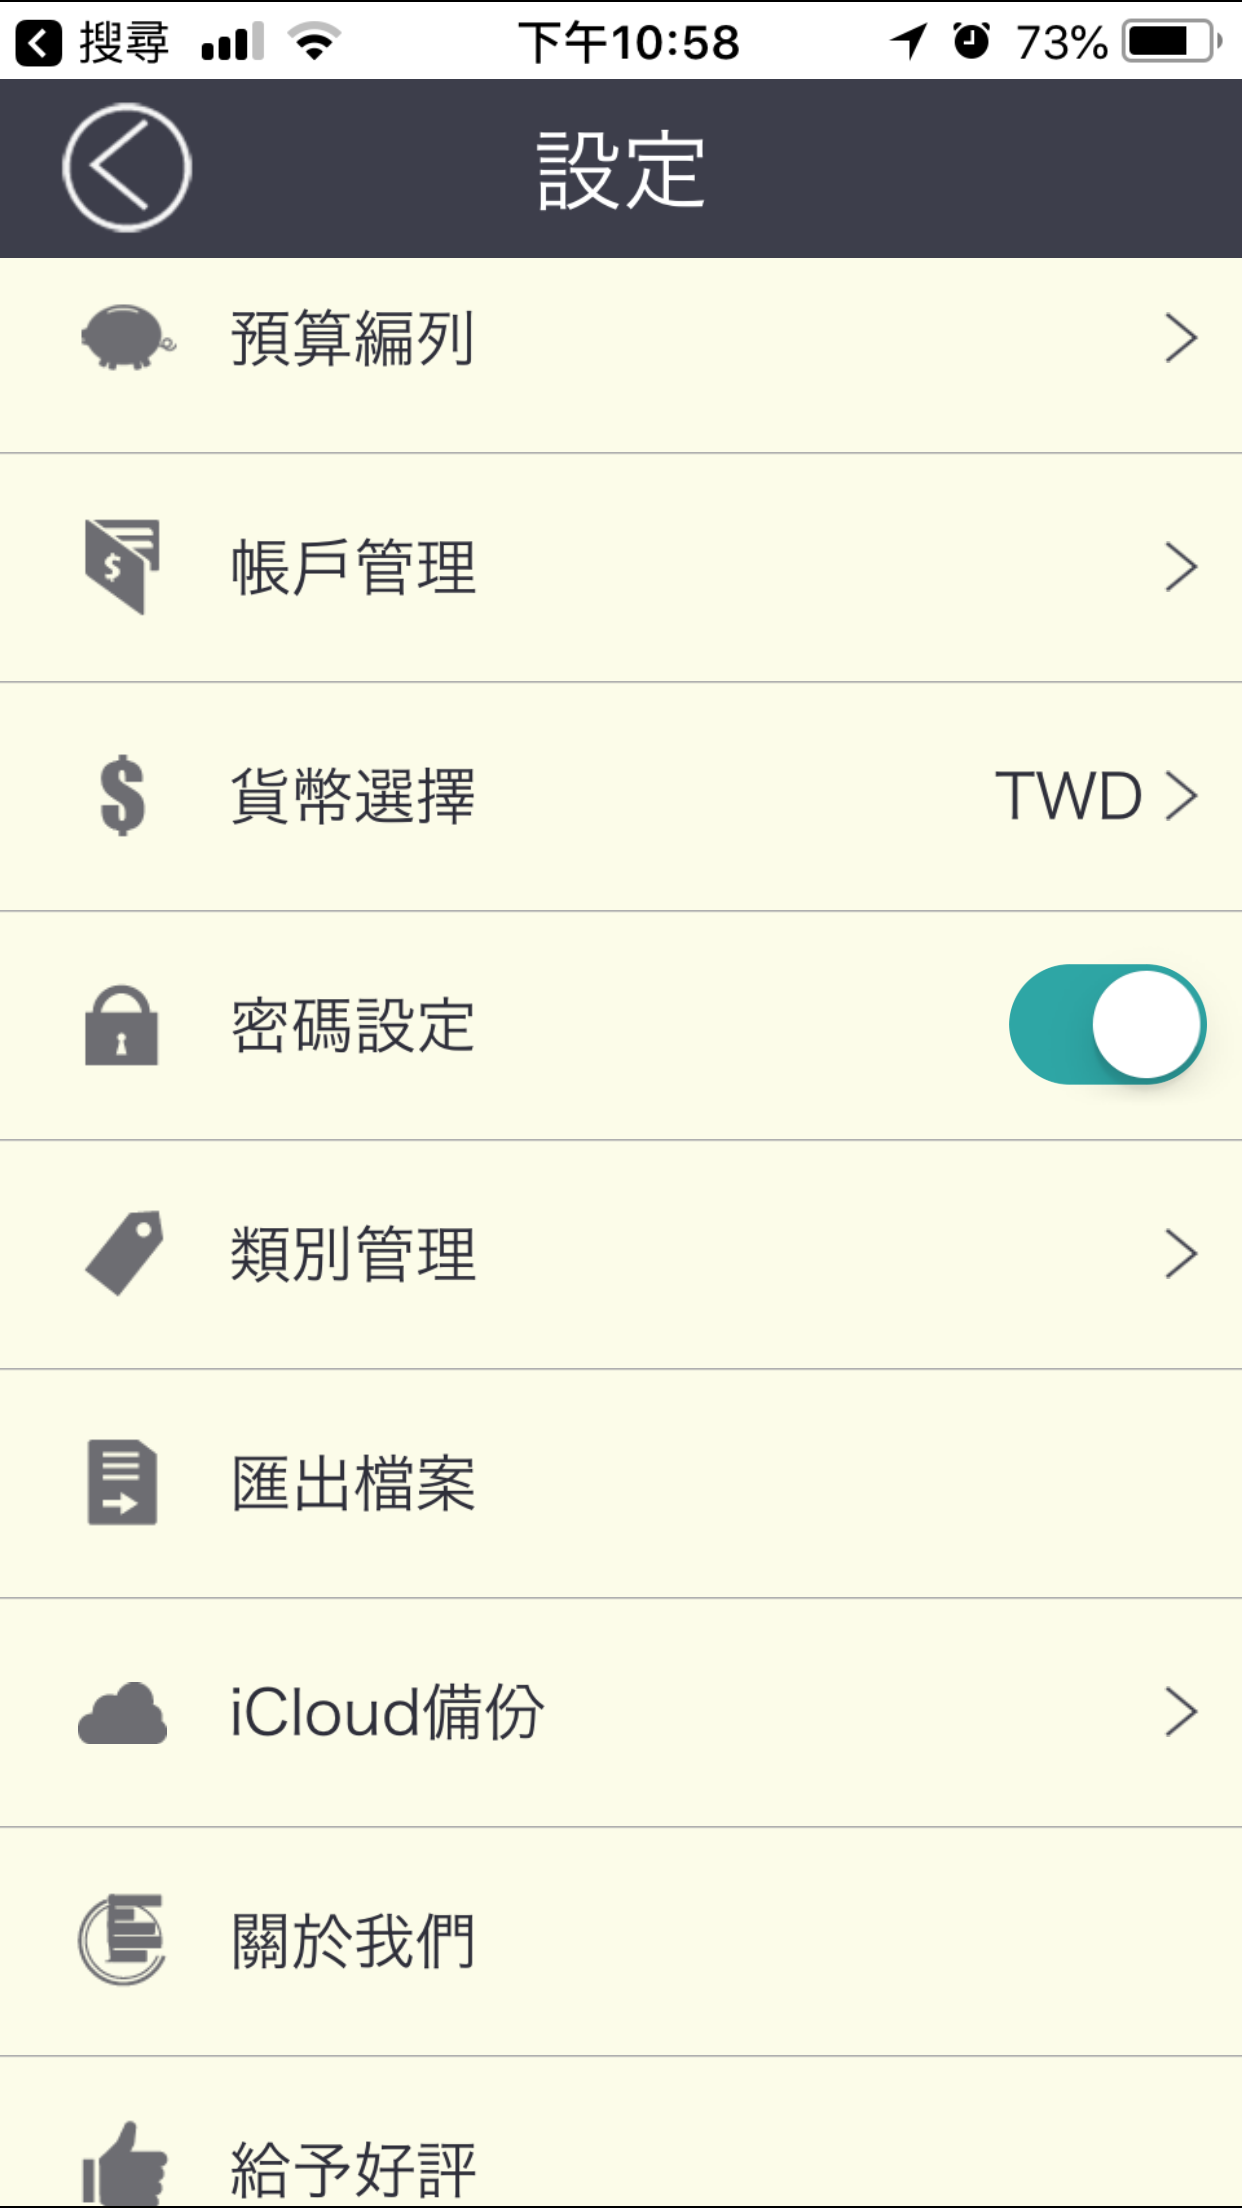 搜尋 下午10:58 73%
設定
預算編列
帳戶管理
貨幣選擇 TWD
密碼設定
類別管理
匯出檔案
iCloud備份
關於我們
給予好評